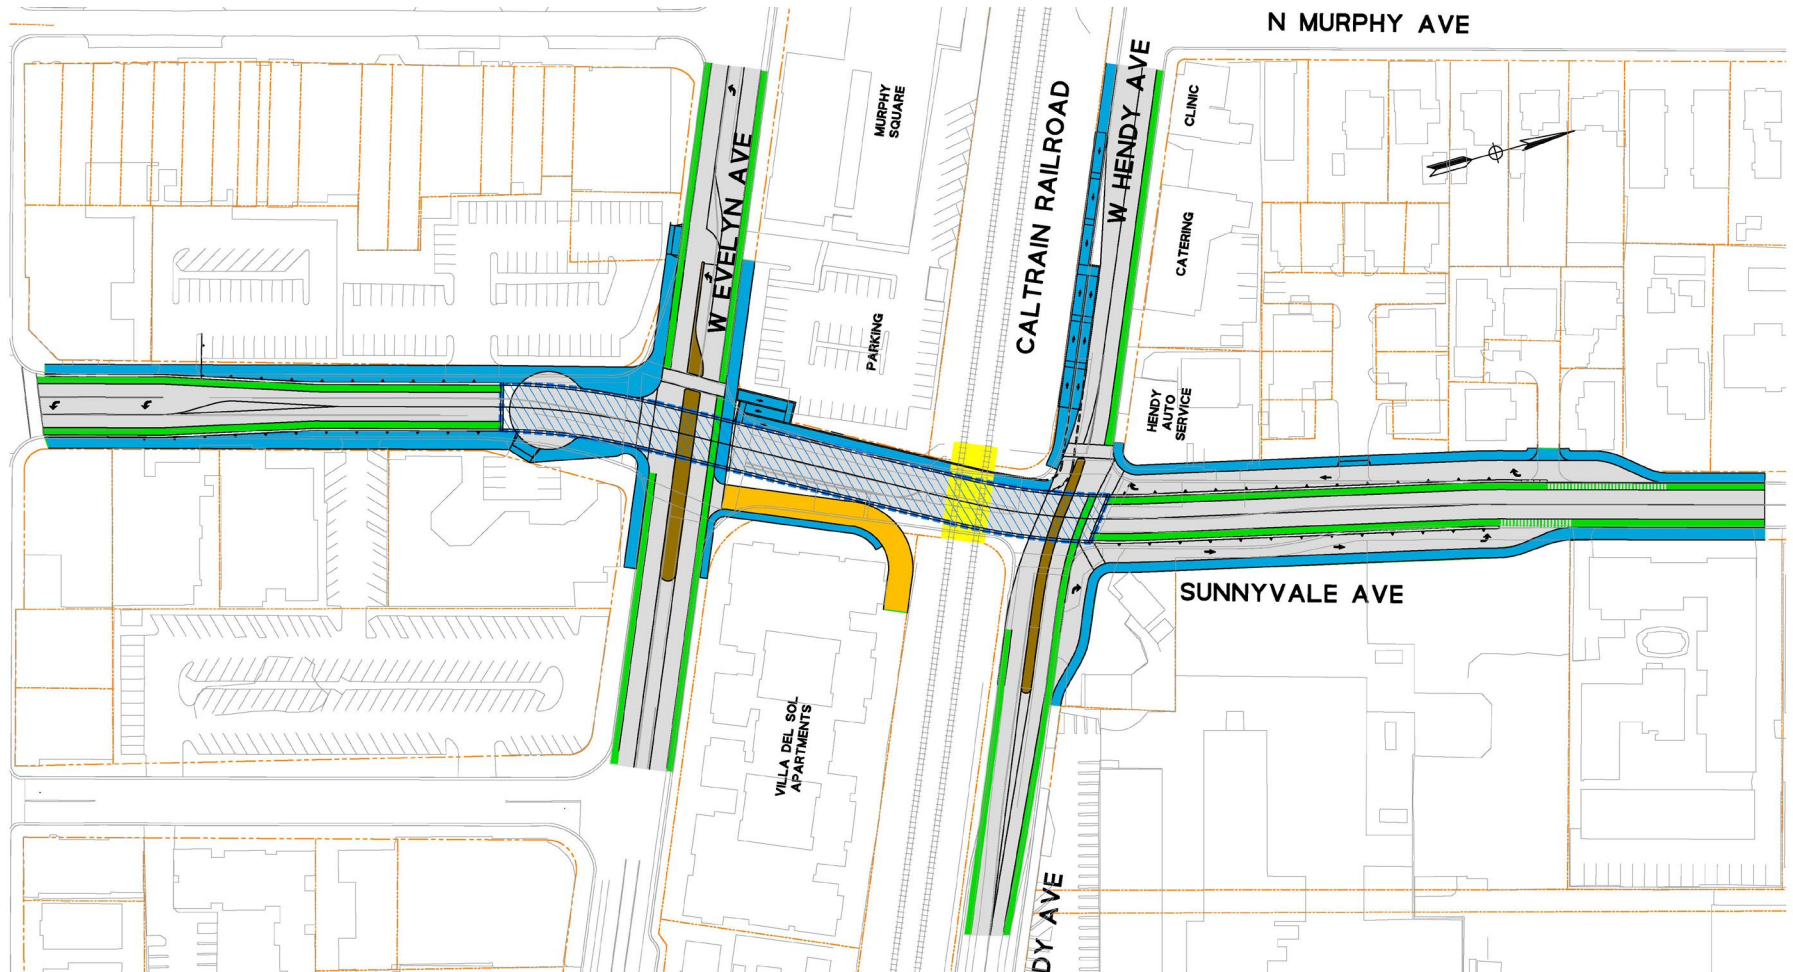 N MURPHY AVE
W HENDY AVE
CALTRAIN RAILROAD
MURPHY
SQUARE
CLINIC
W EVELYN AVE
CATERING
PARKING
HENDY
AUTO
SERVICE
SUNNYVALE AVE
VILLA DEL SOL
APARTMENTS
DY AVE